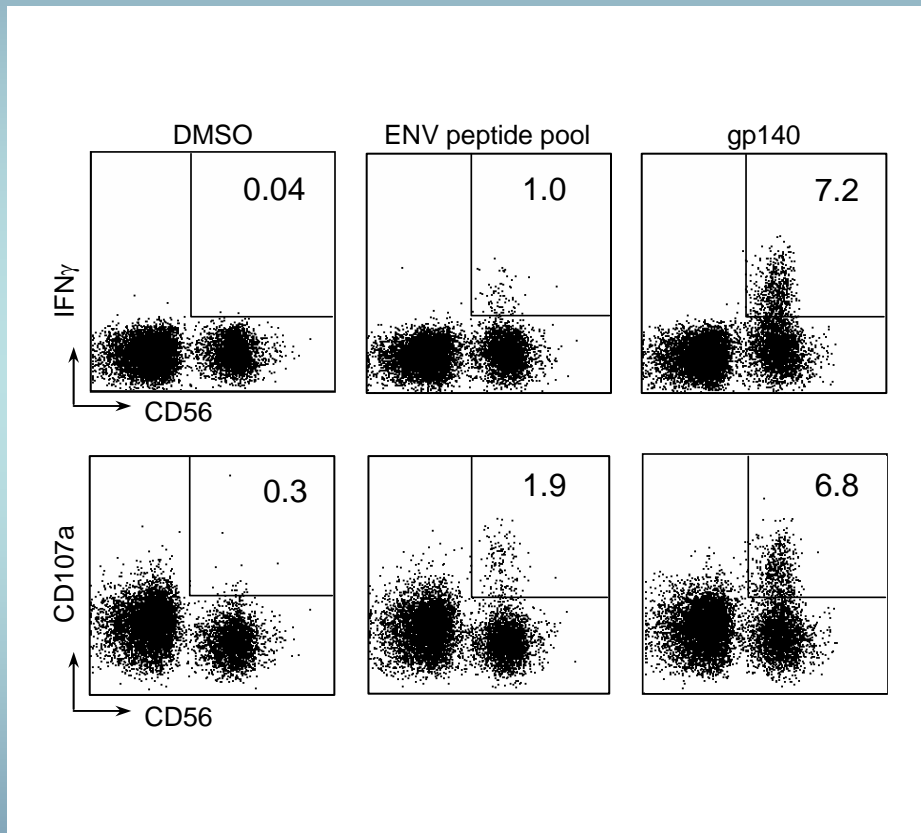 DMSO
ENV peptide pool
gp140
0.04
1.0
7.2
IFNγ
CD56
0.3
1.9
6.8
CD107a
CD56